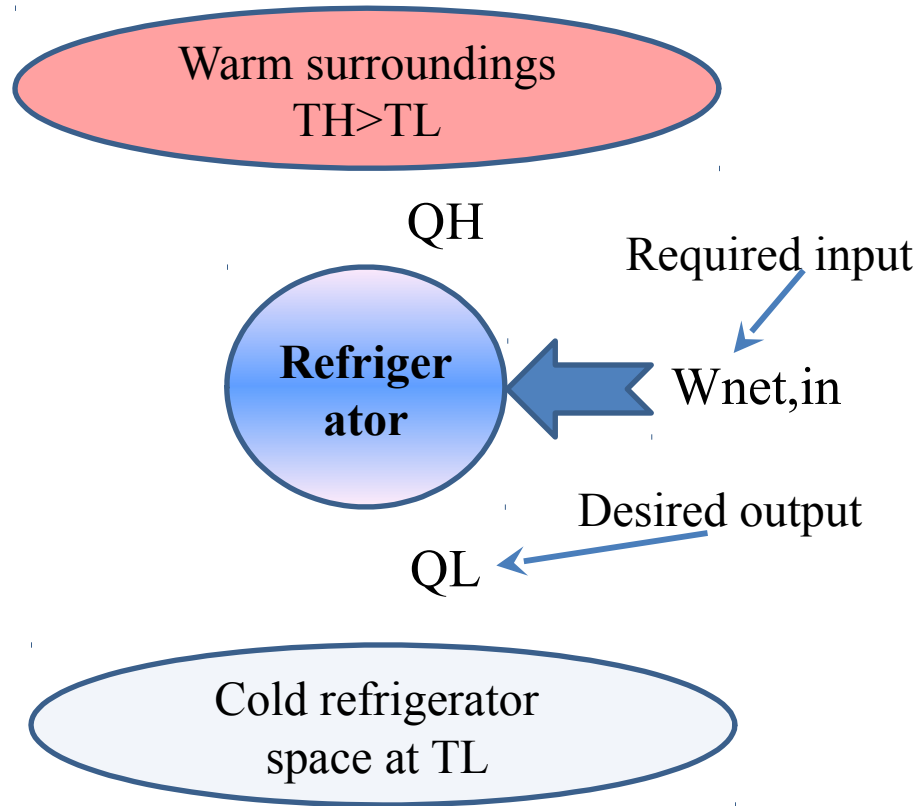 Warm surroundings
TH>TL
QH
Required input
Refriger
ator
Wnet,in
Desired output
QL
Cold refrigerator
space at TL